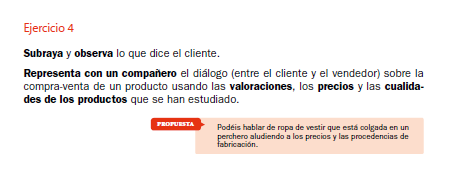 Ejercicio 4
Subraya y observa lo que dice el cliente.
Representa con un compañero el diálogo (entre el cliente y el vendedor) sobre la
compra-venta de un producto usando las valoraciones, los precios y las cualida-
des de los productos que se han estudiado.
PROPUESTA
Podéis hablar de ropa de vestir que está colgada en un
perchero aludiendo a los precios y las procedencias de
fabricación.